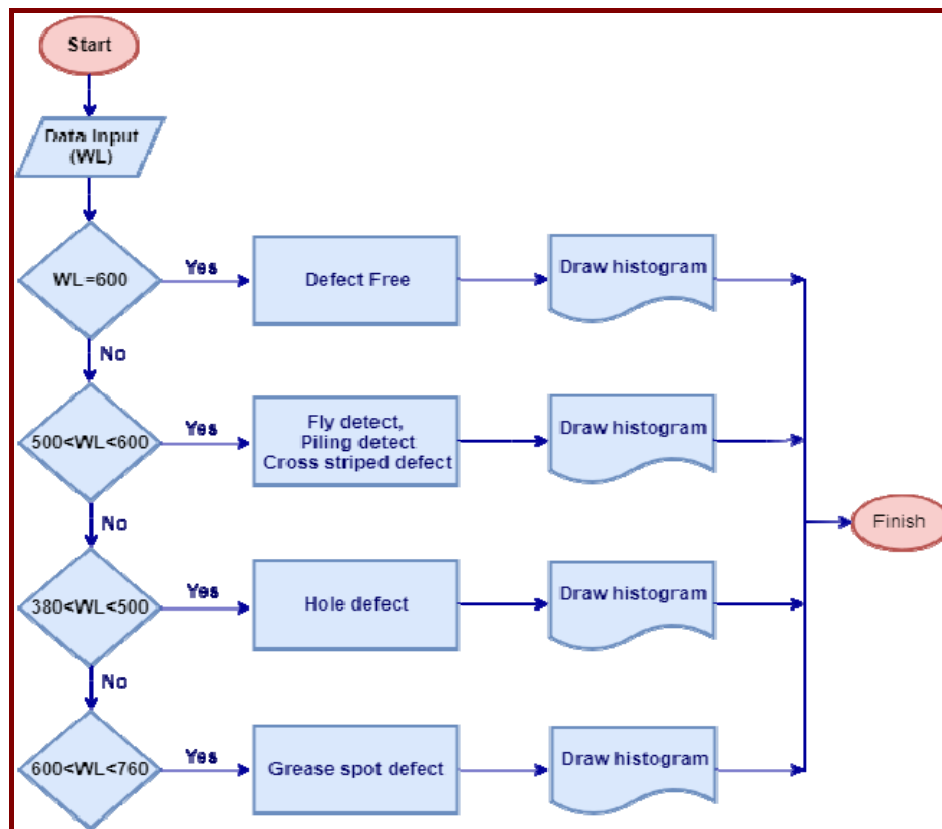 Start
Data Input
(WL)
WL=600
Yes
Defect Free
Draw histogram
No
500<WL<600
Yes
Fly detect,
Piling detect
Cross striped defect
Draw histogram
No
Finish
380<WL<500
Yes
Hole defect
Draw histogram
No
600<WL<760
Yes
Grease spot defect
Draw histogram